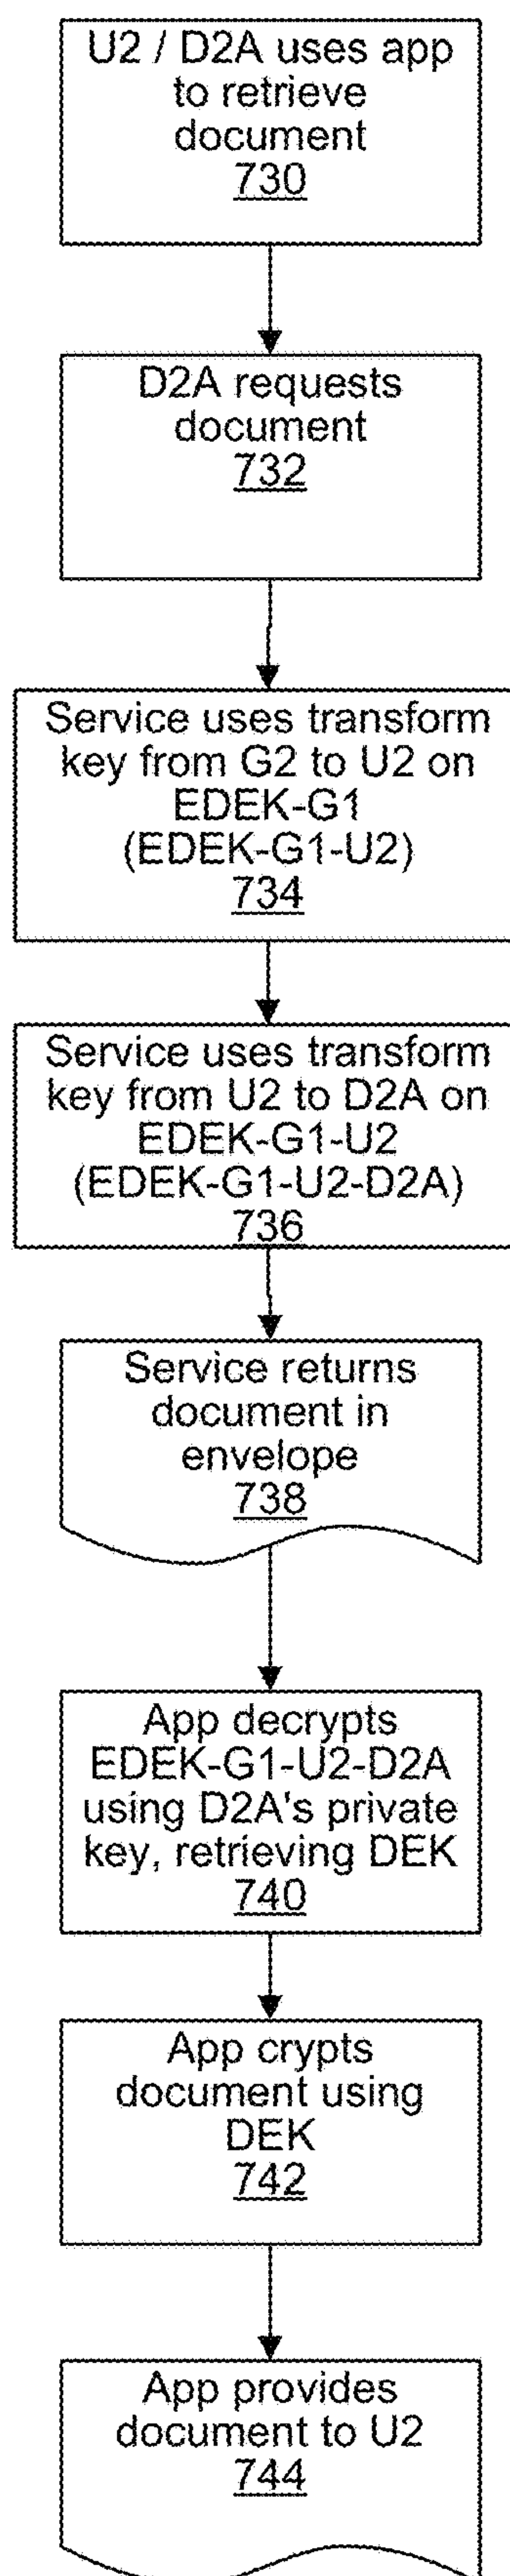 U2 / D2A uses app
to retrieve
document
730
D2A requests
document
732
Service uses transform
key from G2 to U2 on
EDEK-G1
(EDEK-G1-U2)
734
Service uses transform
key from U2 to D2A on
EDEK-G1-U2
(EDEK-G1-U2-D2A)
736
Service returns
document in
envelope
738
App decrypts
EDEK-G1-U2-D2A
using D2A's private
key, retrieving DEK
740
App crypts
document using
DEK
742
App provides
document to U2
744